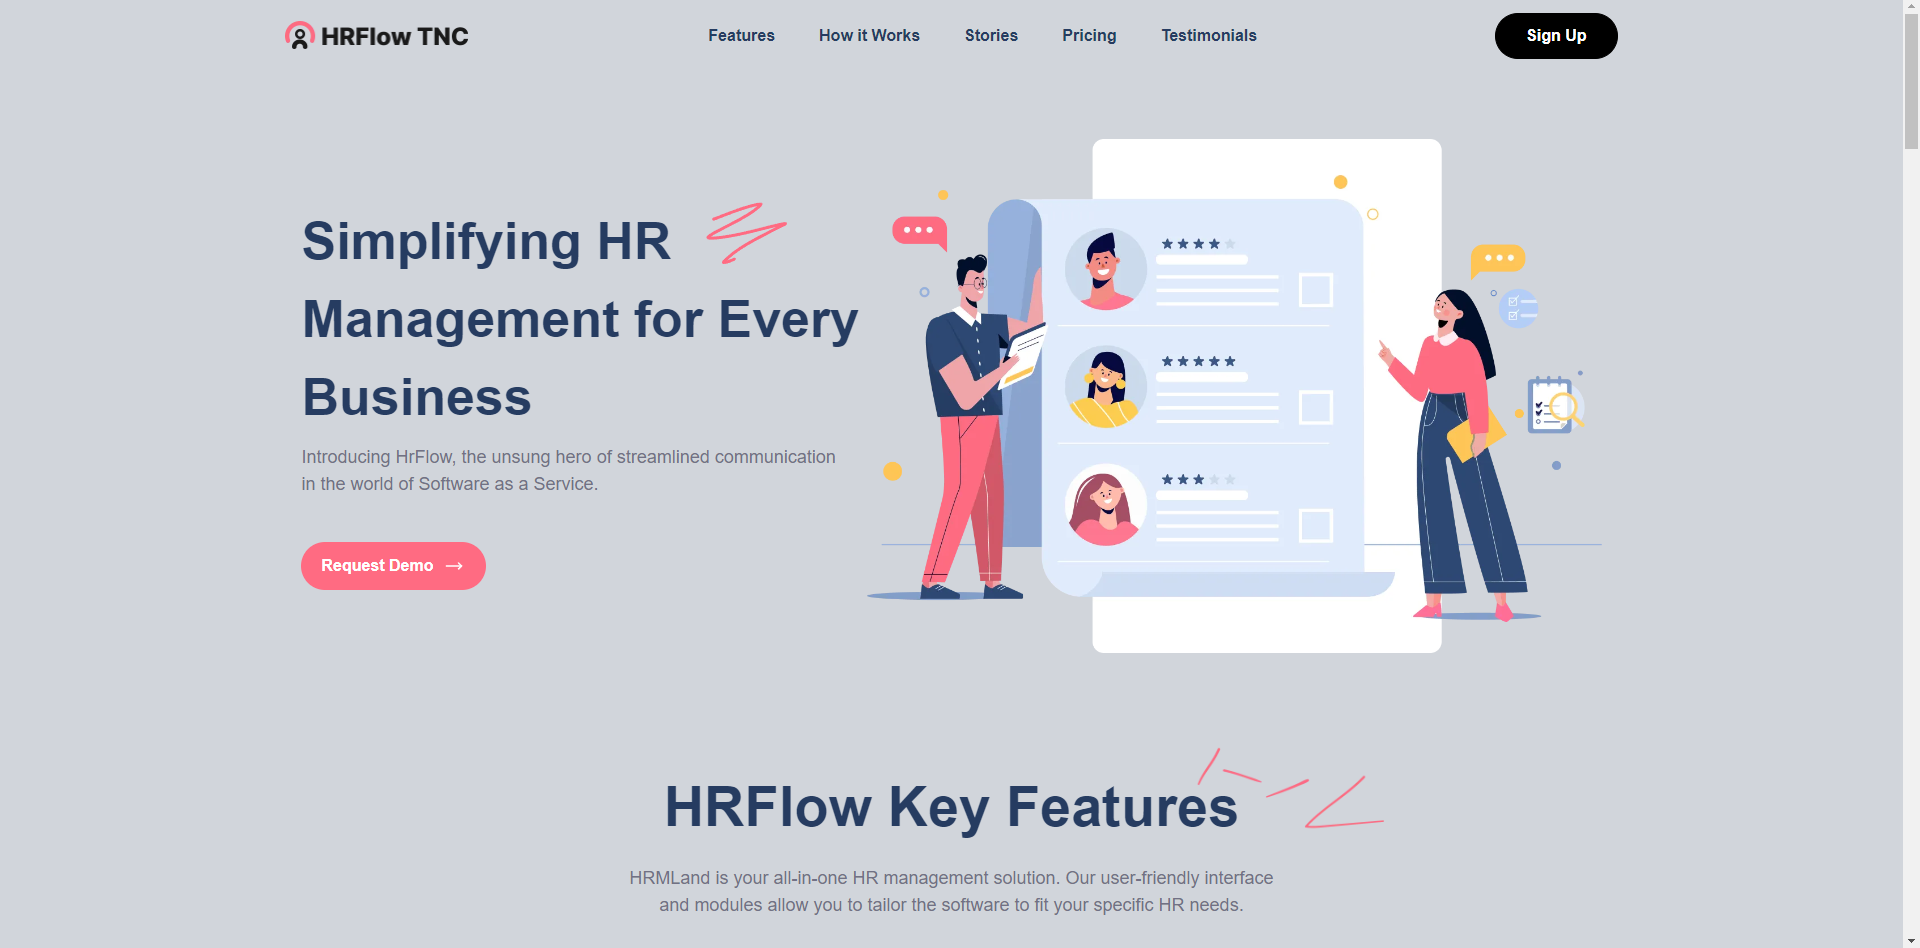 HRFlow TNC
Features
How it Works
Stories
Pricing
Testimonials
Sign Up
Simplifying HR
Management for Every
Business
Introducing HrFlow, the unsung hero of streamlined communication
in the world of Software as a Service.
Request Demo →
HRFlow Key Features
HRMLand is your all-in-one HR management solution. Our user-friendly interface
and modules allow you to tailor the software to fit your specific HR needs.